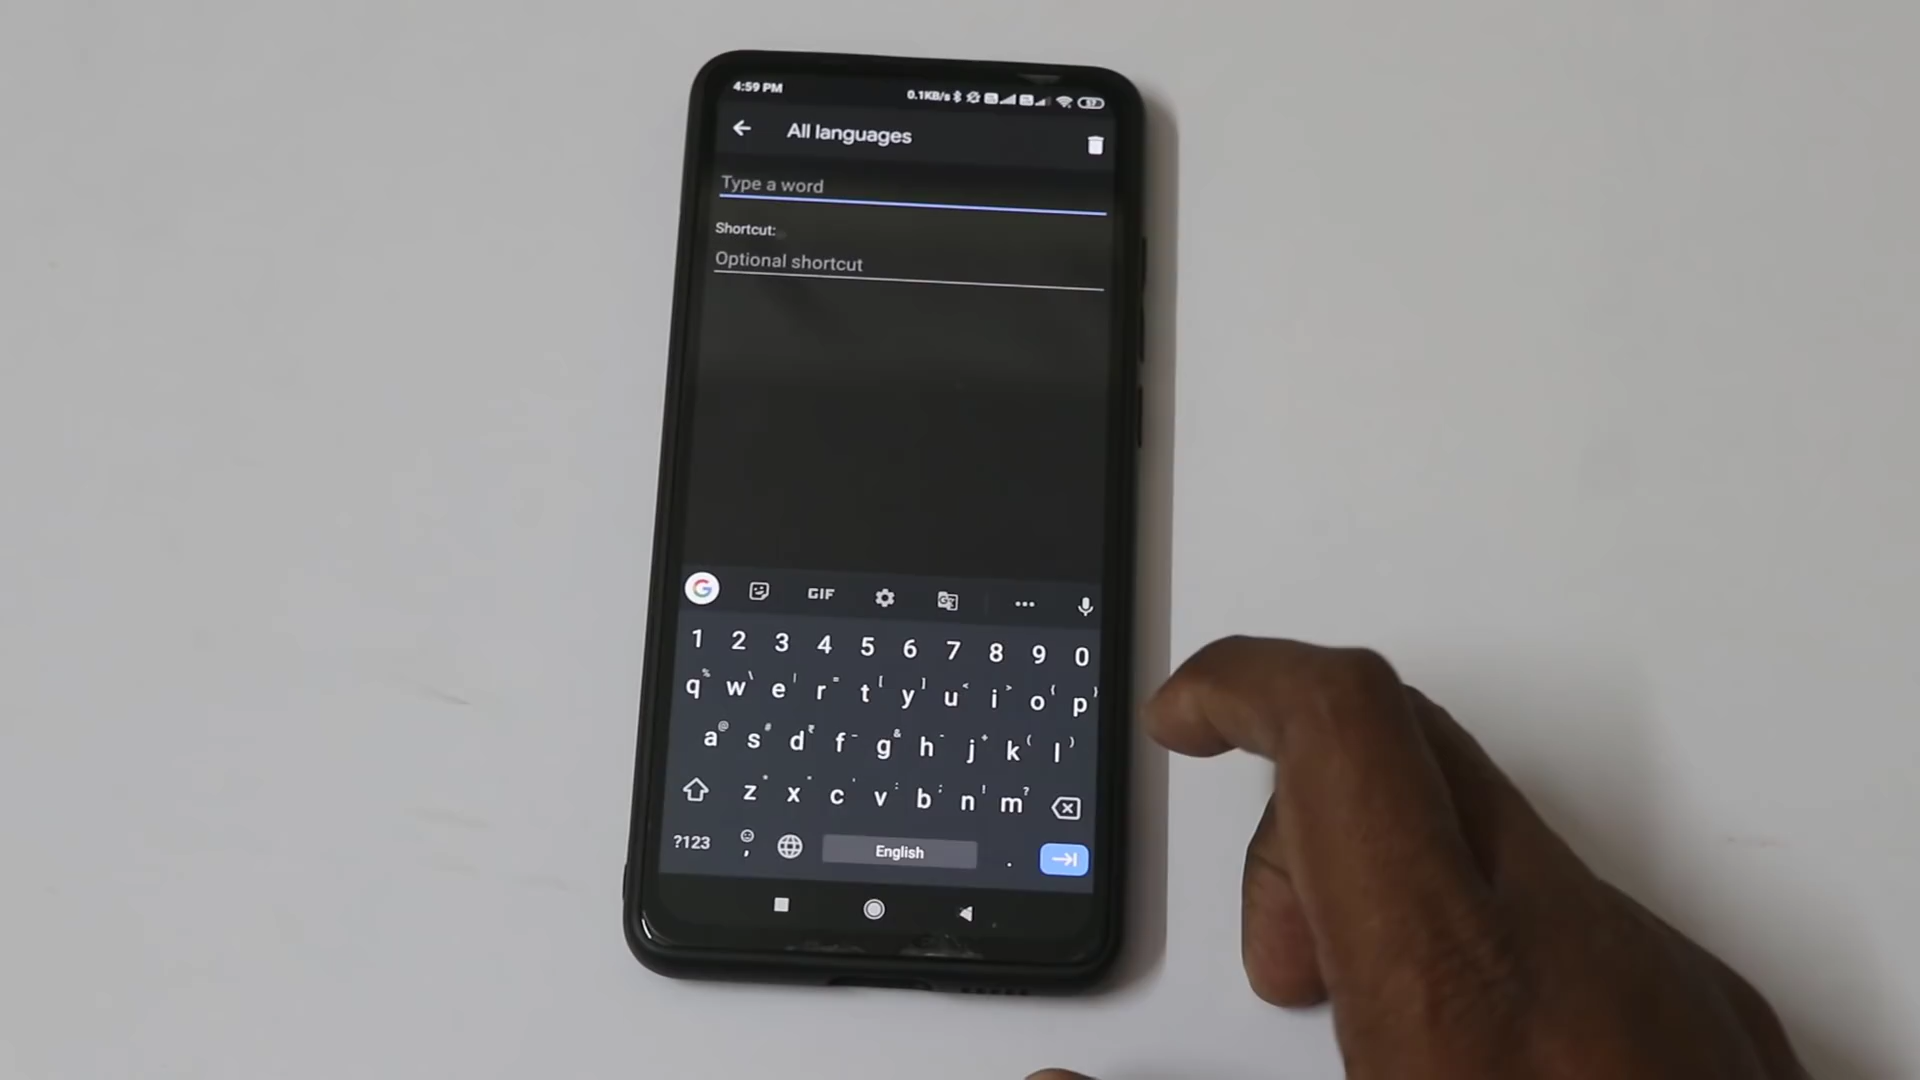 4:59 PM
0.1KB/s 57
All languages
Type a word
Shortcut:
Optional shortcut
G GIF
1 2 3 4 5 6 7 8 9 0
q w e r t y u i o p
a s d f g h j k l
z x c v b n m
?123 , English .